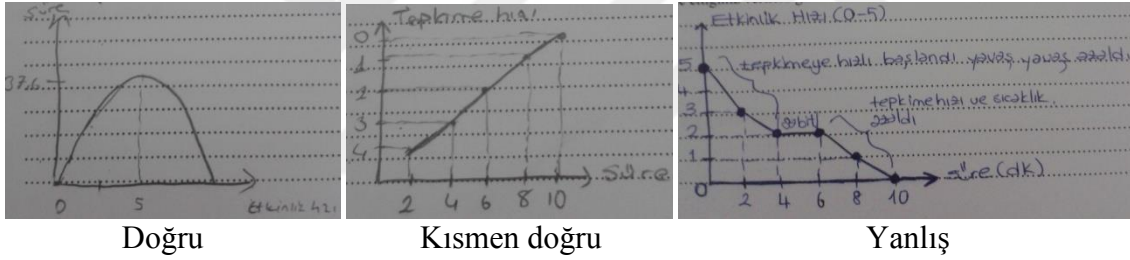 Süre
37,6
0 5 Etkinlik hızı
Tepkime hızı
0
1
1
3
4
2 4 6 8 10
Süre
Etkinlik Hızı (0-5)
tepkimeye hızlı başlandı yavaş yavaş azaldı
5
4
3
2
1
0
sabit
tepkime hızı ve sıcaklık
azaldı
2 4 6 8 10
süre (dk)
Doğru Kısmen doğru Yanlış